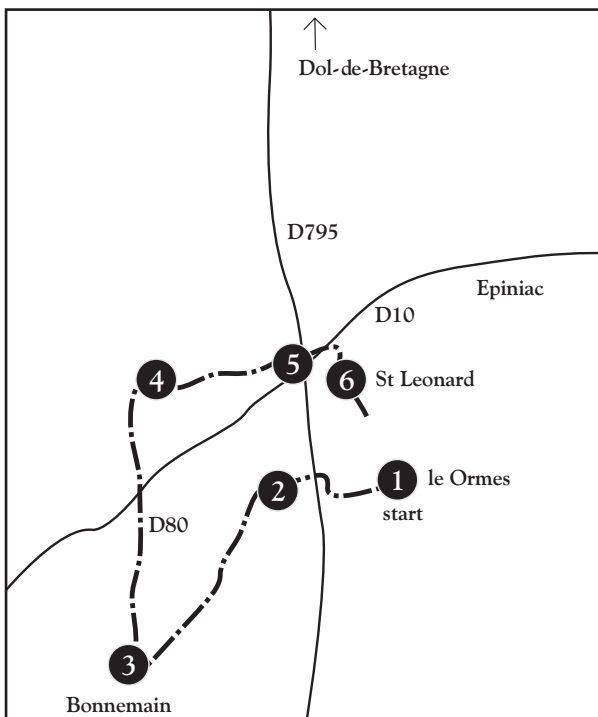 Dol-de-Bretagne
D795
Epiniac
D10
5
4
6 St Leonard
1 le Ormes
2
start
D80
3
Bonnemain